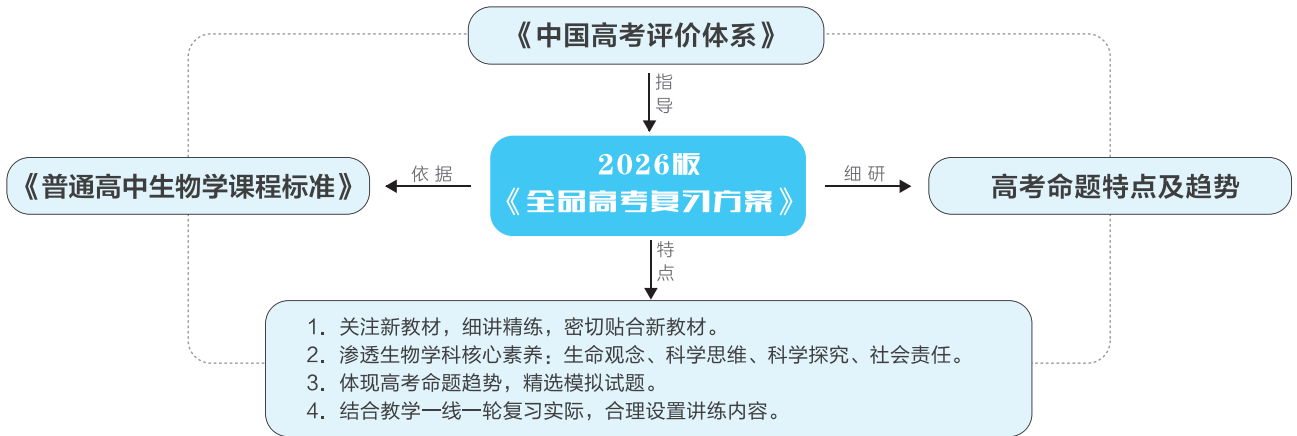 《中国高考评价体系》
指
导
《普通高中生物学课程标准》
依据
2026版
《全品高考复习方案》
细研
高考命题特点及趋势
特
点
1. 关注新教材，细讲精练，密切贴合新教材。
2. 渗透生物学科核心素养：生命观念、科学思维、科学探究、社会责任。
3. 体现高考命题趋势，精选模拟试题。
4. 结合教学一线一轮复习实际，合理设置讲练内容。